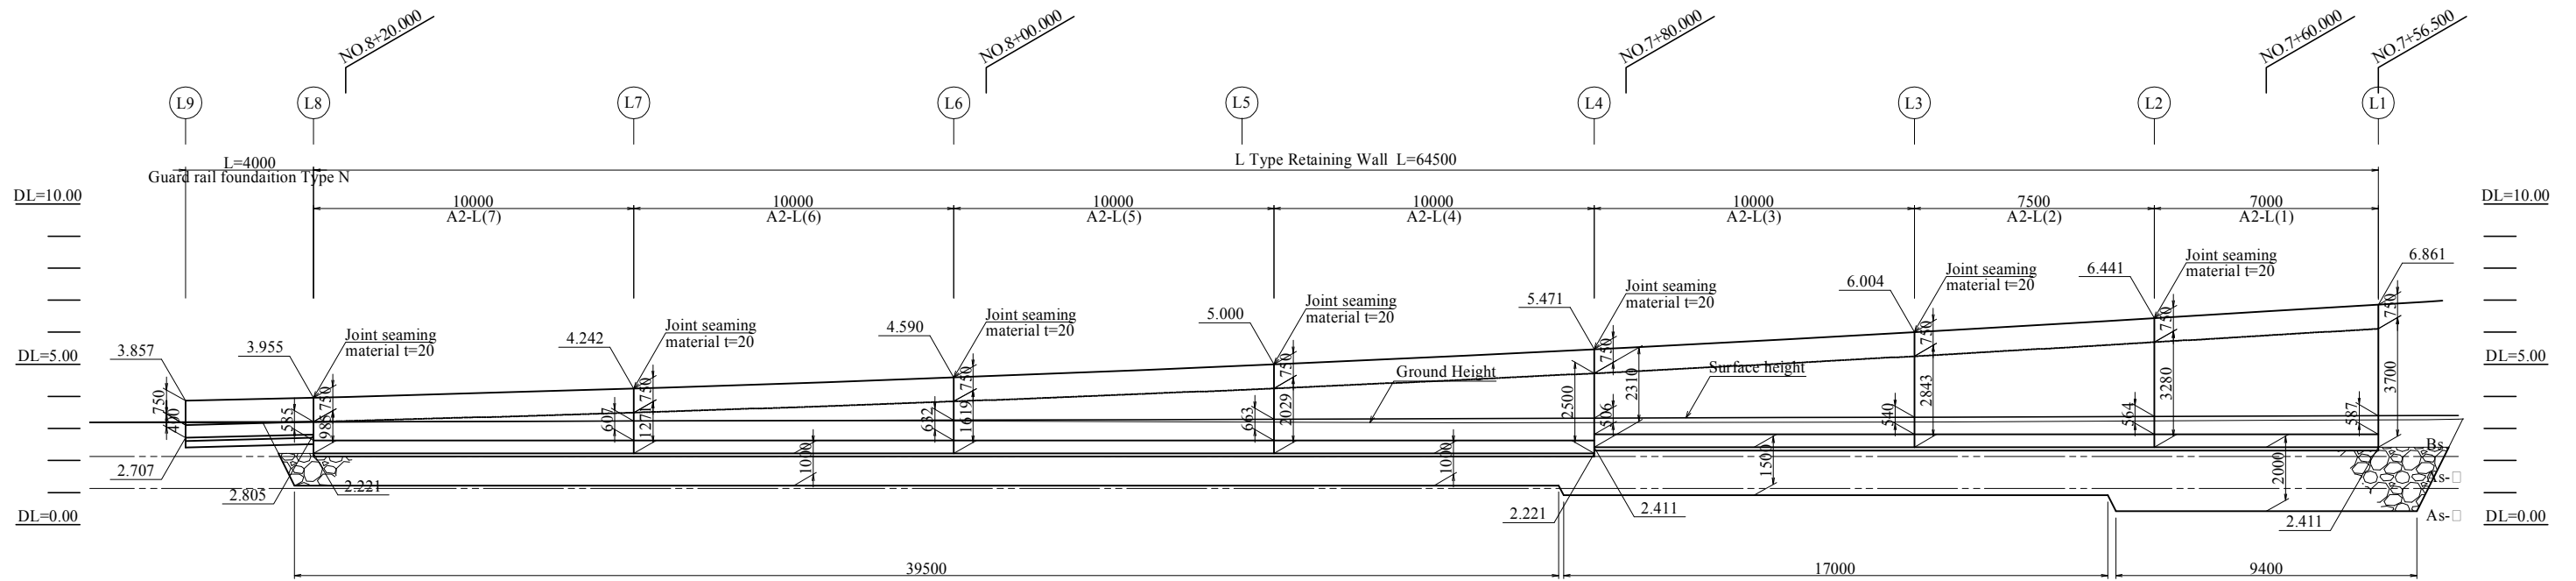 NO.8+20.000
NO.8+00.000
NO.7+80.000
NO.7+60.000
NO.7+56.500
L9
L8
L7
L6
L5
L4
L3
L2
L1
L=4000
Guard rail foundaition Type N
L Type Retaining Wall L=64500
DL=10.00
DL=10.00
10000
A2-L(7)
10000
A2-L(6)
10000
A2-L(5)
10000
A2-L(4)
10000
A2-L(3)
7500
A2-L(2)
7000
A2-L(1)
3.857
3.955
Joint seaming
material t=20
4.242
Joint seaming
material t=20
4.590
Joint seaming
material t=20
5.000
Joint seaming
material t=20
5.471
Joint seaming
material t=20
6.004
Joint seaming
material t=20
6.441
Joint seaming
material t=20
6.861
DL=5.00
DL=5.00
750
400
585
750
985
607
750
1271
632
750
1619
663
750
2029
2500
750
506
2310
540
750
2843
564
750
3280
587
750
3700
Ground Height
Surface height
1000
1000
1500
2000
Bs
As-
As-
2.707
2.805
2.221
2.221
2.411
2.411
DL=0.00
DL=0.00
39500
17000
9400